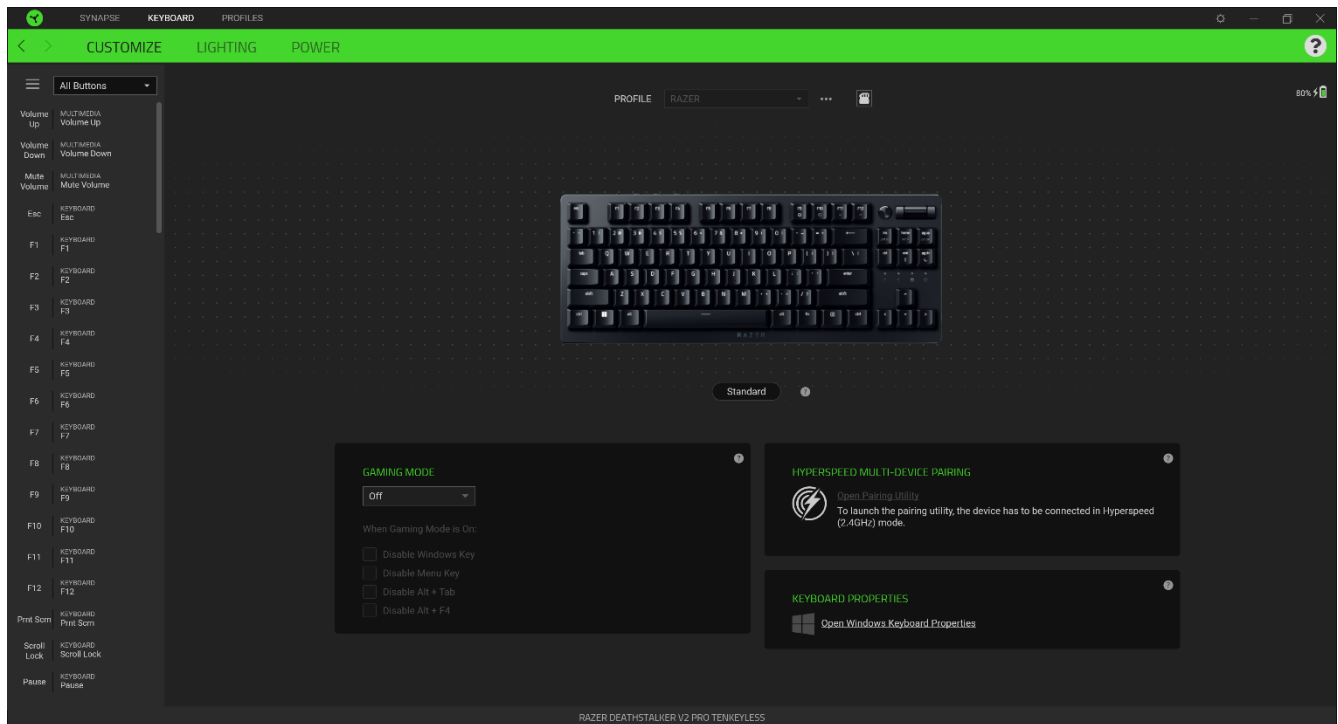 SYNAPSE KEYBOARD PROFILES
CUSTOMIZE LIGHTING POWER
?
All Buttons
PROFILE RAZER
80%
Volume Up MULTIMEDIA Volume Up
Volume Down MULTIMEDIA Volume Down
Mute Volume MULTIMEDIA Mute Volume
Esc KEYBOARD Esc
F1 KEYBOARD F1
F2 KEYBOARD F2
F3 KEYBOARD F3
F4 KEYBOARD F4
F5 KEYBOARD F5
F6 KEYBOARD F6
F7 KEYBOARD F7
F8 KEYBOARD F8
F9 KEYBOARD F9
F10 KEYBOARD F10
F11 KEYBOARD F11
F12 KEYBOARD F12
Prnt Scrn KEYBOARD Prnt Scrn
Scroll Lock KEYBOARD Scroll Lock
Pause KEYBOARD Pause
Standard ?
GAMING MODE
Off
When Gaming Mode is On:
Disable Windows Key
Disable Menu Key
Disable Alt + Tab
Disable Alt + F4
HYPERSPEED MULTI-DEVICE PAIRING
Open Pairing Utility
To launch the pairing utility, the device has to be connected in Hyperspeed
(2.4GHz) mode.
KEYBOARD PROPERTIES
Open Windows Keyboard Properties
RAZER DEATHSTALKER V2 PRO TENKEYLESS